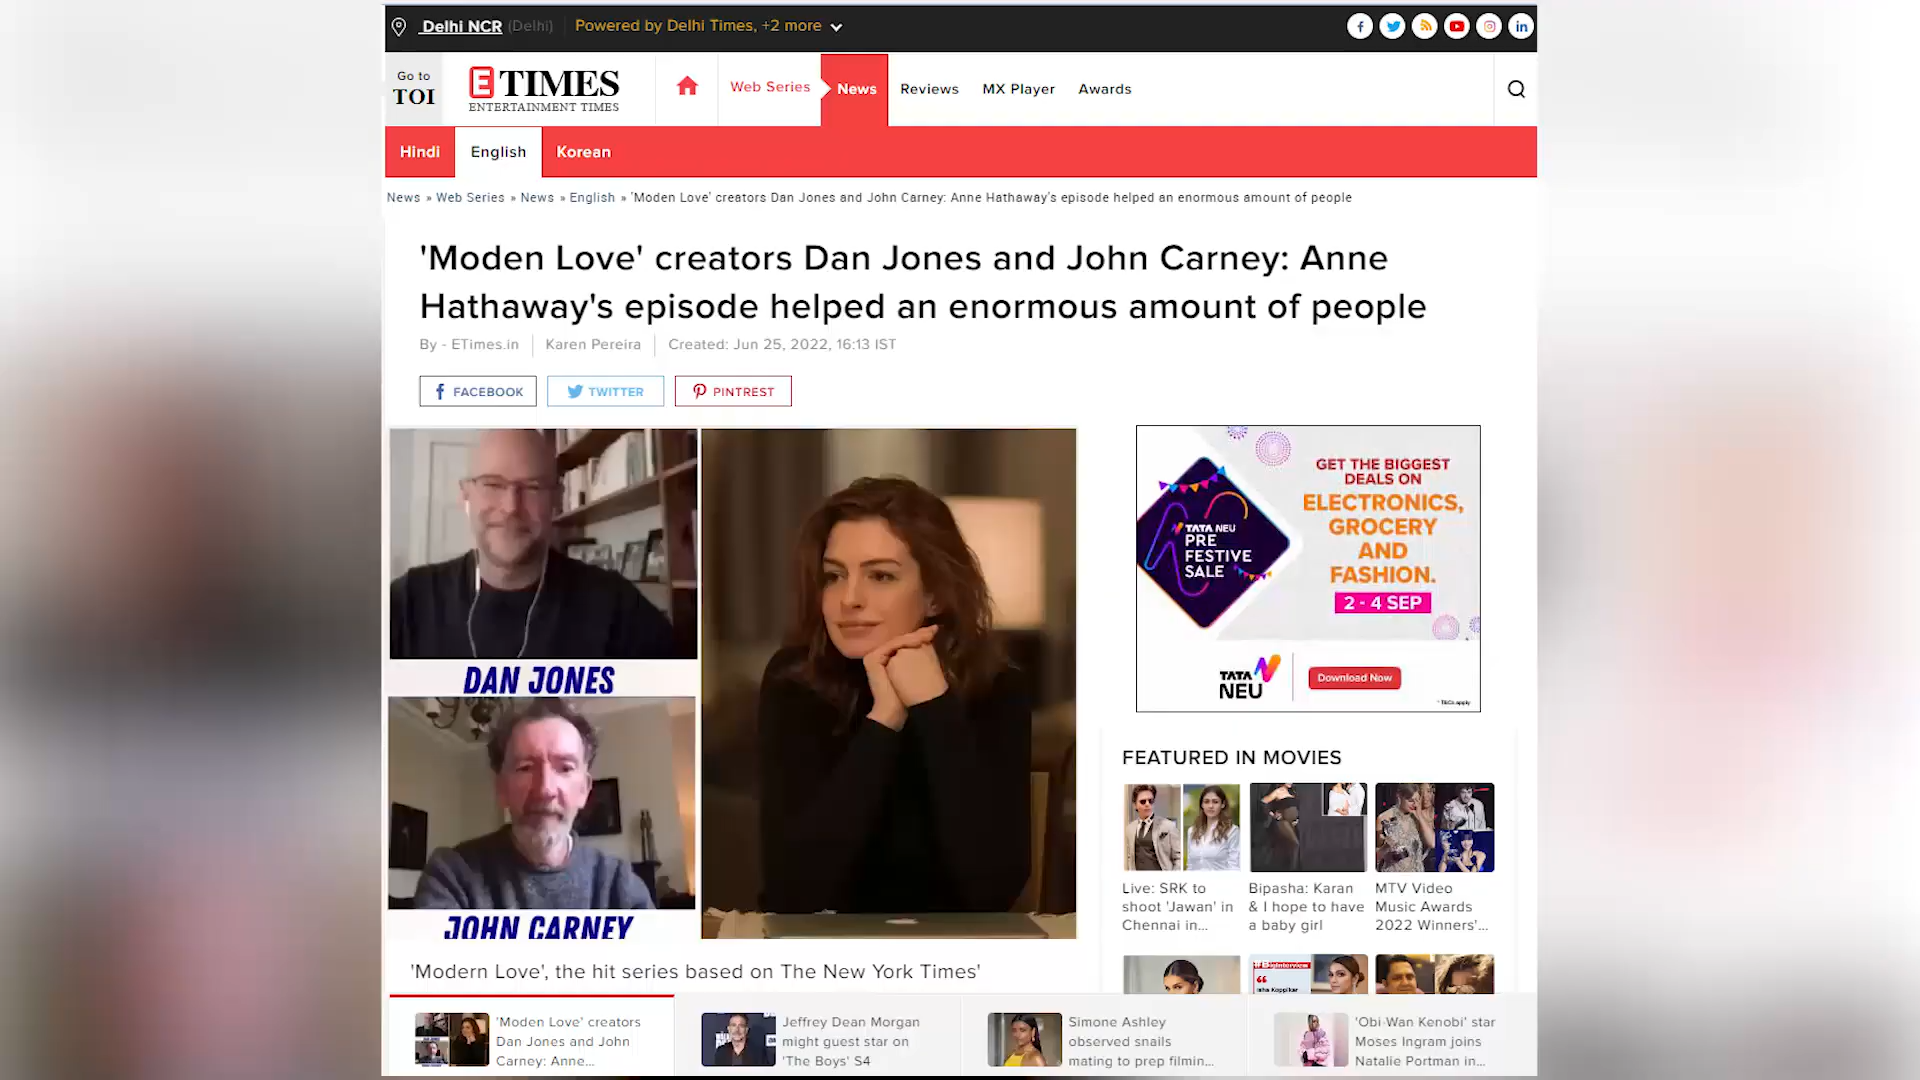 Delhi NCR (Delhi) Powered by Delhi Times, +2 more
Go to
TOI
E TIMES
ENTERTAINMENT TIMES
Web Series
News
Reviews
MX Player
Awards
Hindi
English
Korean
News » Web Series » News » English » 'Moden Love' creators Dan Jones and John Carney: Anne Hathaway's episode helped an enormous amount of people
'Moden Love' creators Dan Jones and John Carney: Anne
Hathaway's episode helped an enormous amount of people
By - ETimes.in Karen Pereira Created: Jun 25, 2022, 16:13 IST
FACEBOOK
TWITTER
PINTREST
DAN JONES
JOHN CARNEY
'Modern Love', the hit series based on The New York Times'
TATA NEU
PRE
FESTIVE
SALE
GET THE BIGGEST
DEALS ON
ELECTRONICS,
GROCERY
AND
FASHION.
2 - 4 SEP
TATA
NEU
Download Now
* T&Cs apply
FEATURED IN MOVIES
Live: SRK to
shoot 'Jawan' in
Chennai in...
Bipasha: Karan
& I hope to have
a baby girl
MTV Video
Music Awards
2022 Winners'...
#BigInterview
Isha Koppikar
'Moden Love' creators
Dan Jones and John
Carney: Anne...
Jeffrey Dean Morgan
might guest star on
'The Boys' S4
Simone Ashley
observed snails
mating to prep filmin...
'Obi-Wan Kenobi' star
Moses Ingram joins
Natalie Portman in...